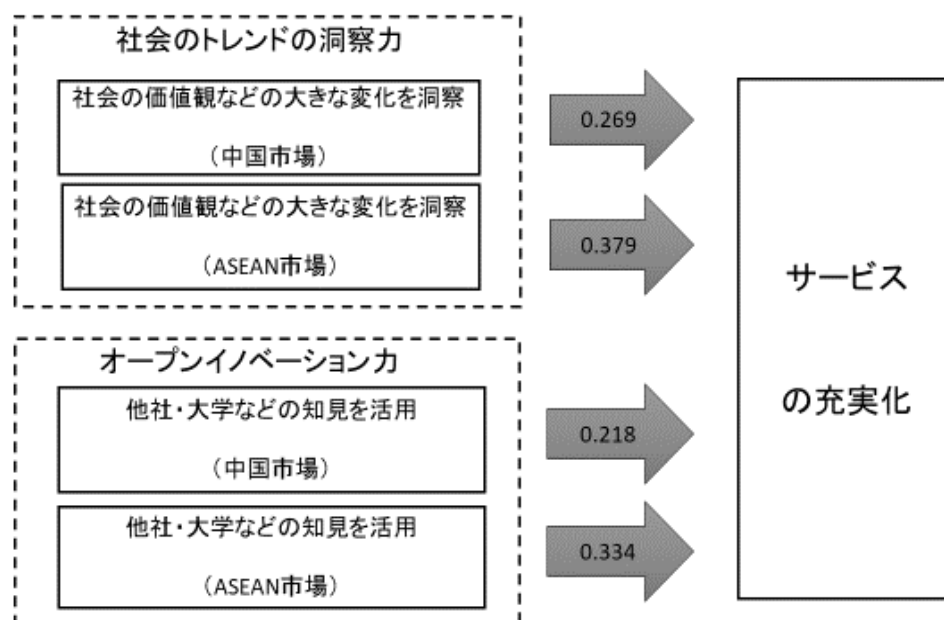 社会のトレンドの洞察力
社会の価値観などの大きな変化を洞察
(中国市場)
0.269
社会の価値観などの大きな変化を洞察
(ASEAN市場)
0.379
オープンイノベーション力
他社・大学などの知見を活用
(中国市場)
0.218
他社・大学などの知見を活用
(ASEAN市場)
0.334
サービス
の充実化